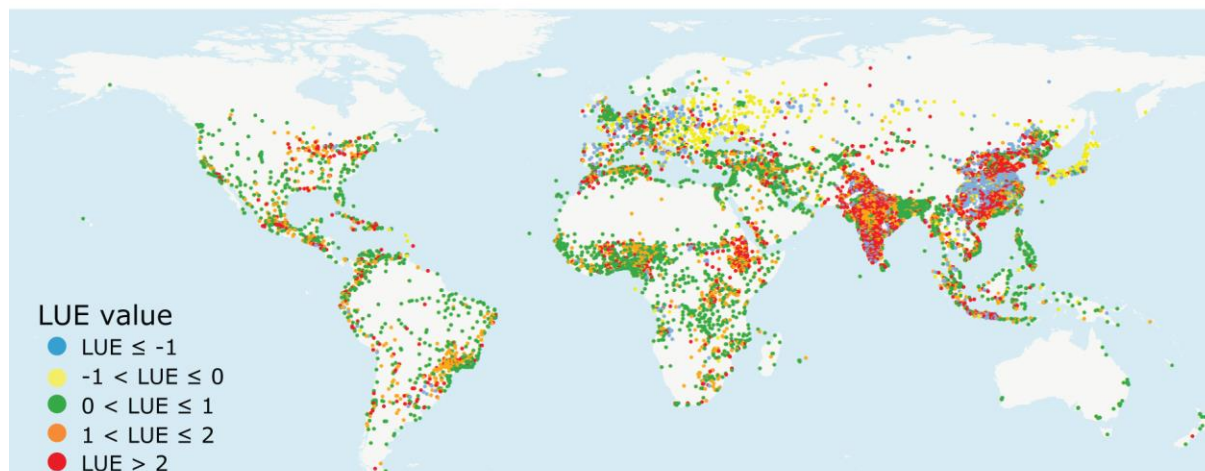 LUE value
LUE ≤ -1
-1 < LUE ≤ 0
0 < LUE ≤ 1
1 < LUE ≤ 2
LUE > 2